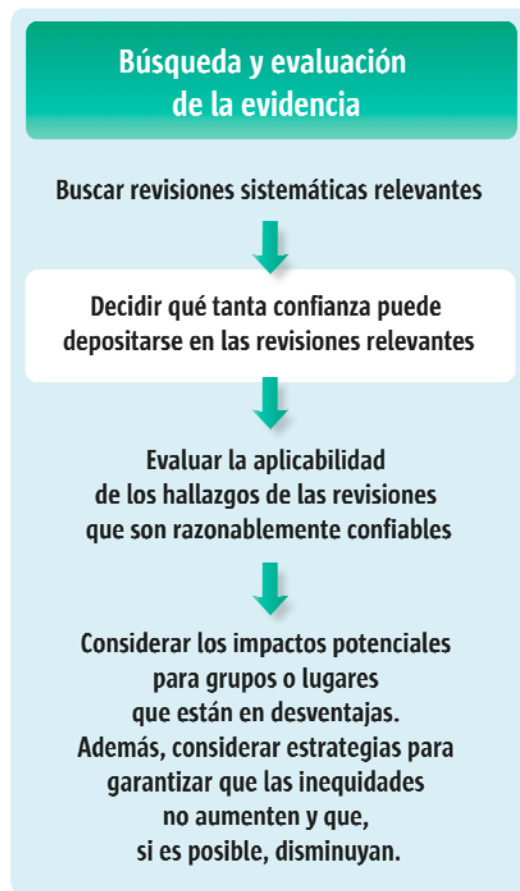 Búsqueda y evaluación
de la evidencia
Buscar revisiones sistemáticas relevantes
Decidir qué tanta confianza puede
depositarse en las revisiones relevantes
Evaluar la aplicabilidad
de los hallazgos de las revisiones
que son razonablemente confiables
Considerar los impactos potenciales
para grupos o lugares
que están en desventajas.
Además, considerar estrategias para
garantizar que las inequidades
no aumenten y que,
si es posible, disminuyan.